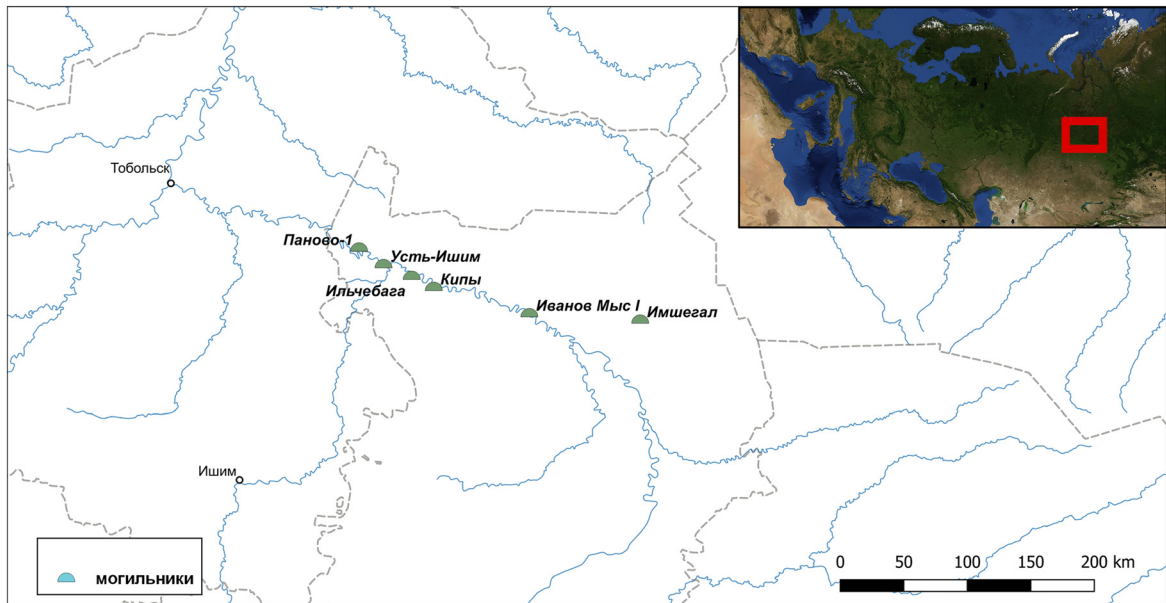 Тобольск
Паново-1
Усть-Ишим
Ильчебага
Кипы
Иванов Мыс I
Имшегал
Ишим
могильники
0 50 100 150 200 km